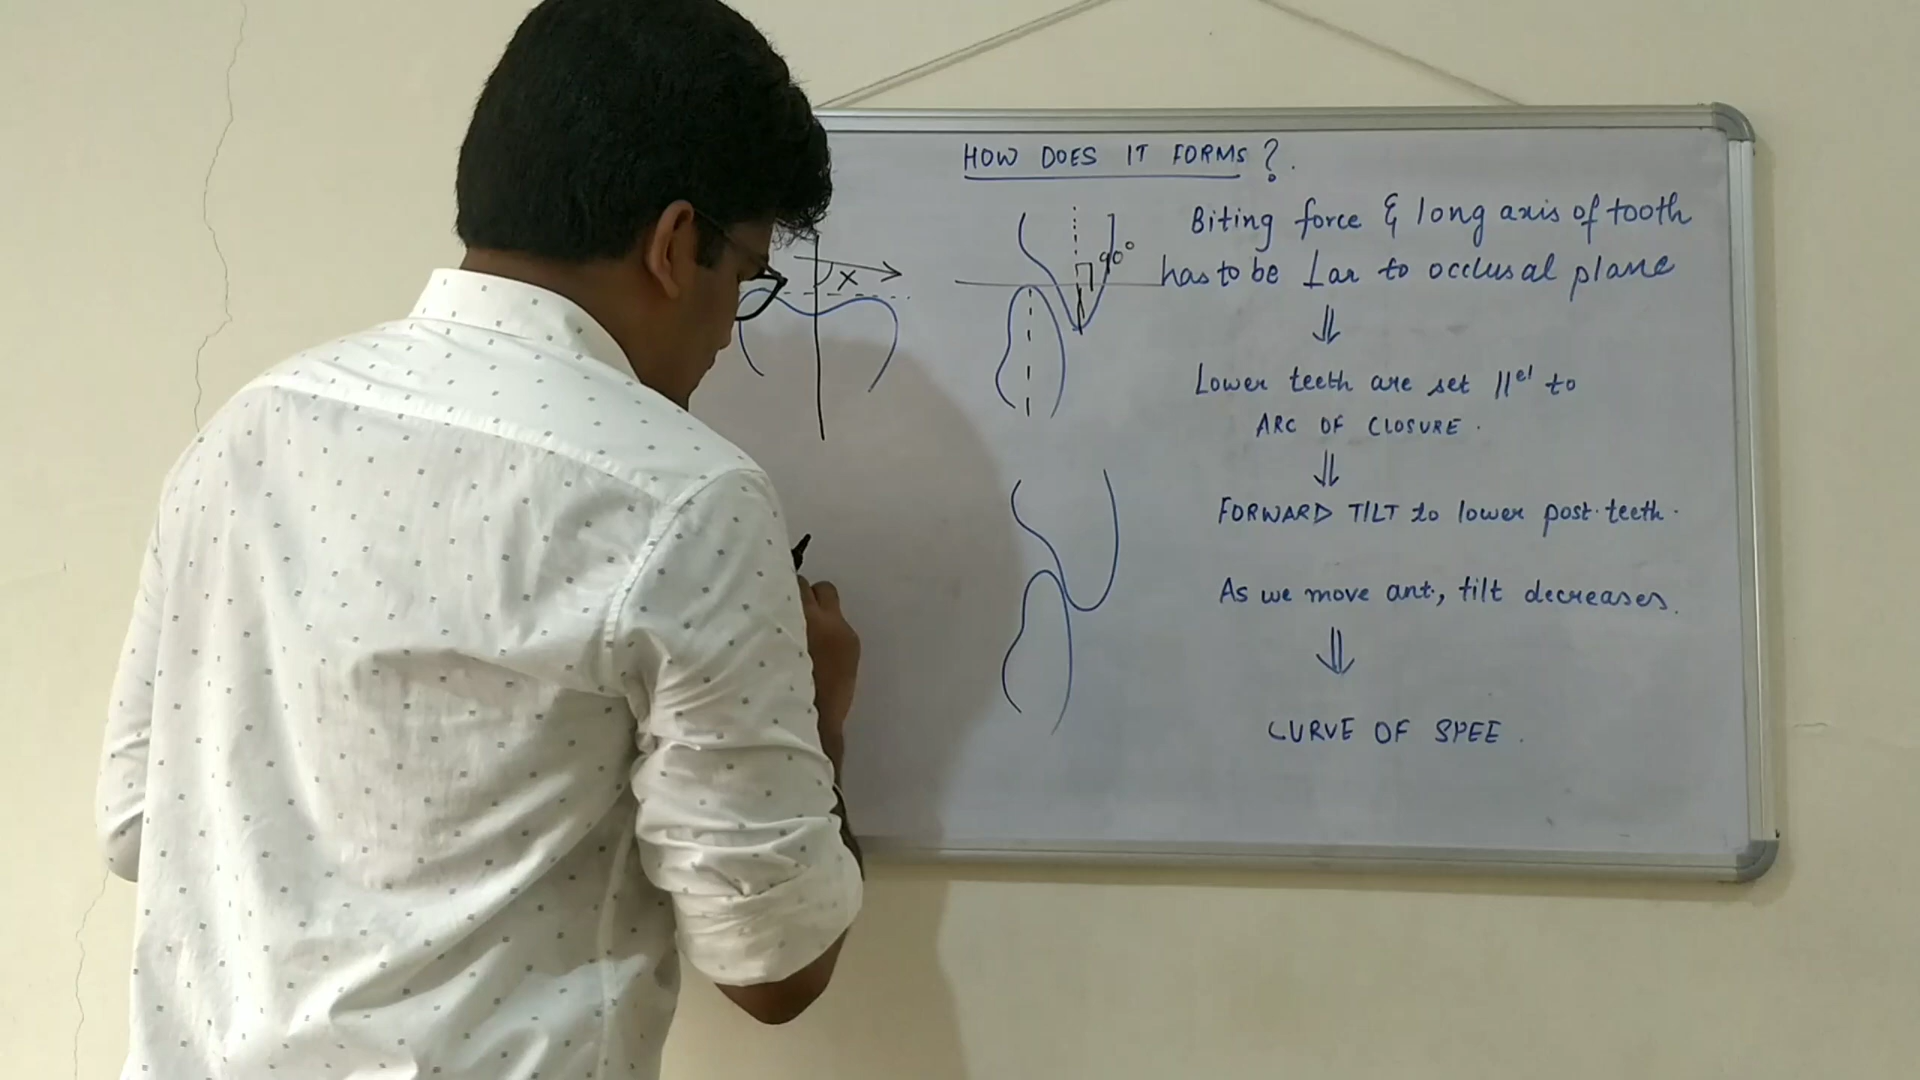 HOW DOES IT FORMS ?.
X
90°
Biting force & long axis of tooth
has to be ⊥ar to occlusal plane
⇓
Lower teeth are set ||el to
ARC OF CLOSURE.
⇓
FORWARD TILT to lower post. teeth.
As we move ant., tilt decreases.
⇓
CURVE OF SPEE.